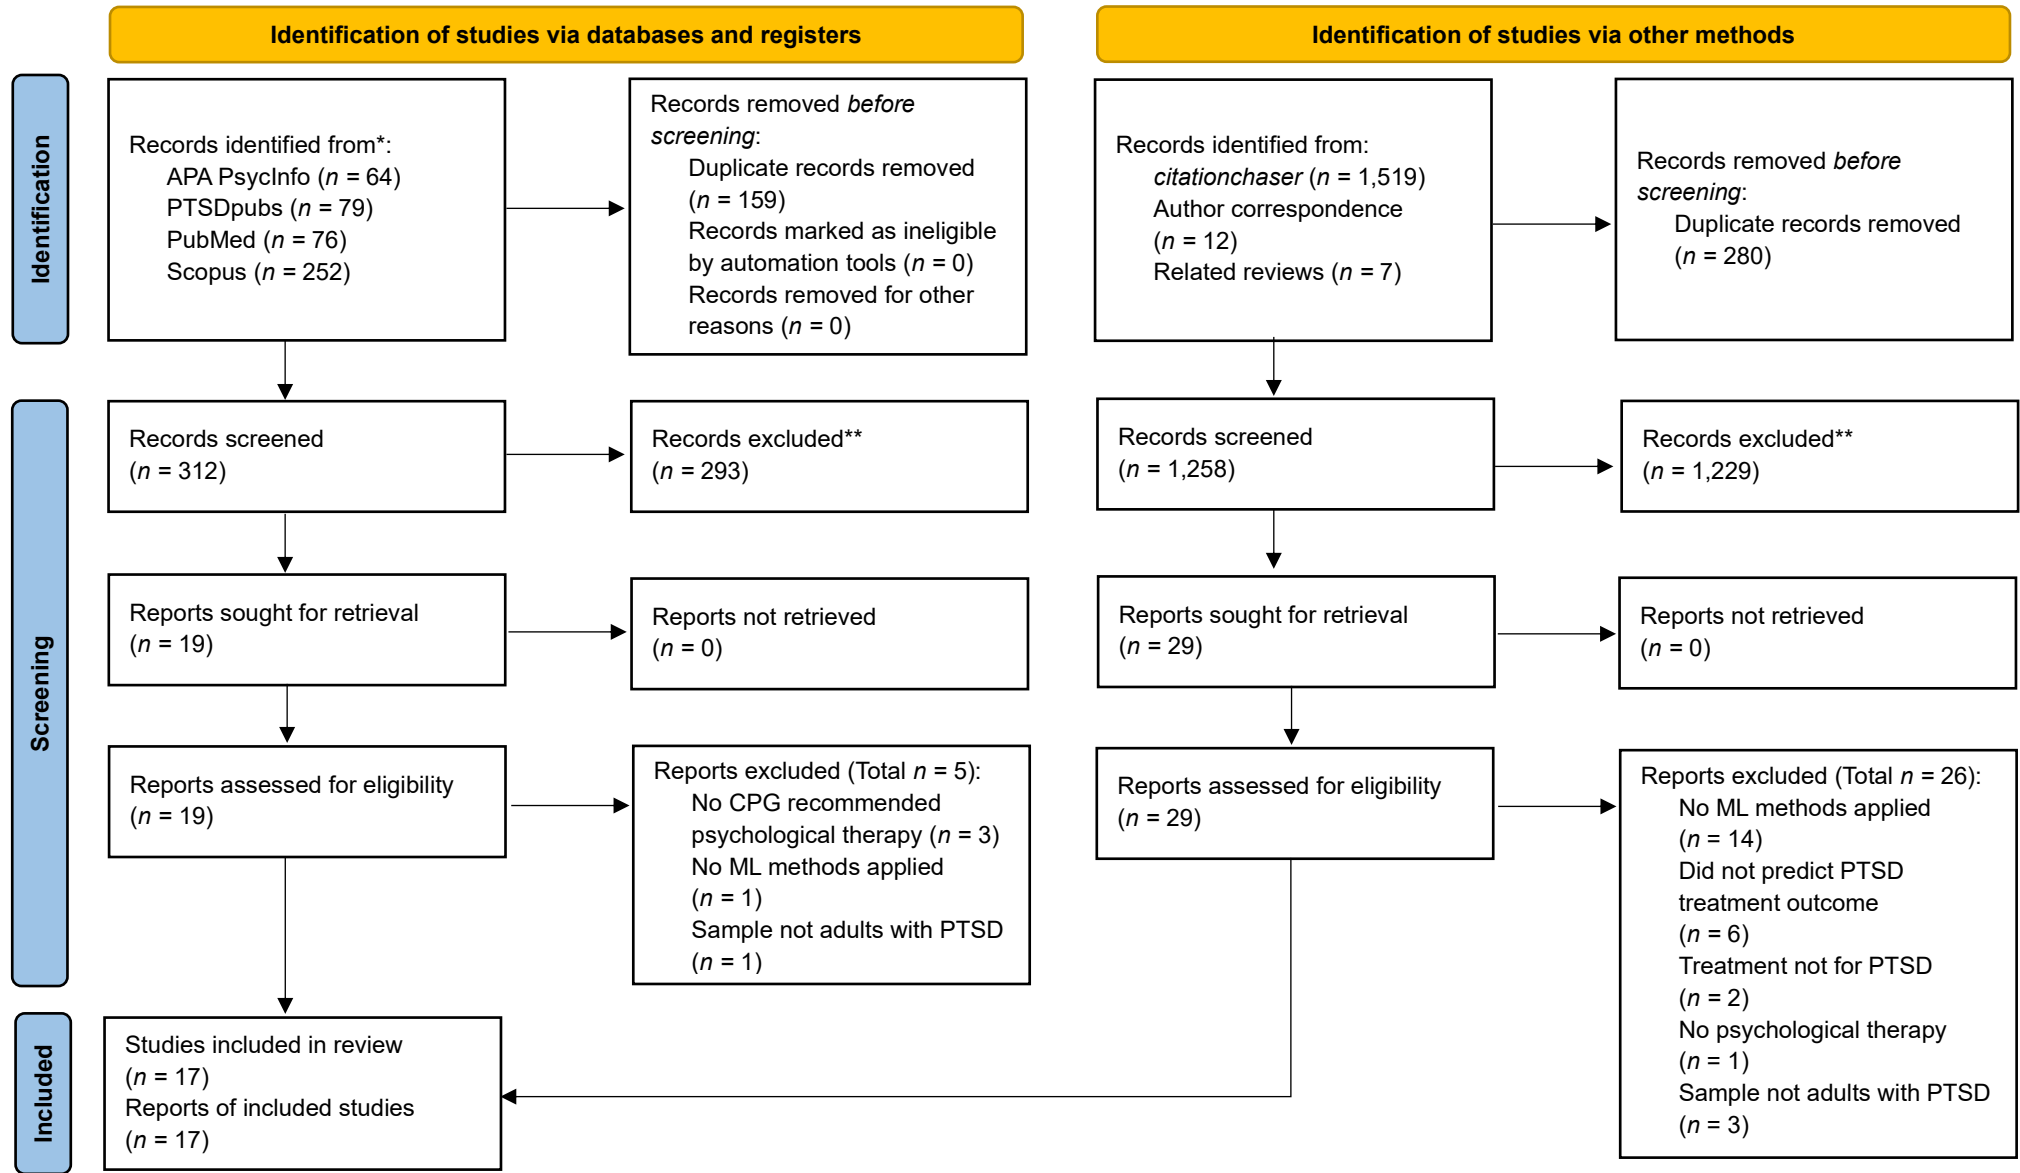 Identification of studies via databases and registers
Identification of studies via other methods
Identification
Records identified from*:
APA PsycInfo (n = 64)
PTSDpubs (n = 79)
PubMed (n = 76)
Scopus (n = 252)
Records removed before
screening:
Duplicate records removed
(n = 159)
Records marked as ineligible
by automation tools (n = 0)
Records removed for other
reasons (n = 0)
Records identified from:
citationchaser (n = 1,519)
Author correspondence
(n = 12)
Related reviews (n = 7)
Records removed before
screening:
Duplicate records removed
(n = 280)
Screening
Records screened
(n = 312)
Records excluded**
(n = 293)
Records screened
(n = 1,258)
Records excluded**
(n = 1,229)
Reports sought for retrieval
(n = 19)
Reports not retrieved
(n = 0)
Reports sought for retrieval
(n = 29)
Reports not retrieved
(n = 0)
Reports assessed for eligibility
(n = 19)
Reports excluded (Total n = 5):
No CPG recommended
psychological therapy (n = 3)
No ML methods applied
(n = 1)
Sample not adults with PTSD
(n = 1)
Reports assessed for eligibility
(n = 29)
Reports excluded (Total n = 26):
No ML methods applied
(n = 14)
Did not predict PTSD
treatment outcome
(n = 6)
Treatment not for PTSD
(n = 2)
No psychological therapy
(n = 1)
Sample not adults with PTSD
(n = 3)
Included
Studies included in review
(n = 17)
Reports of included studies
(n = 17)